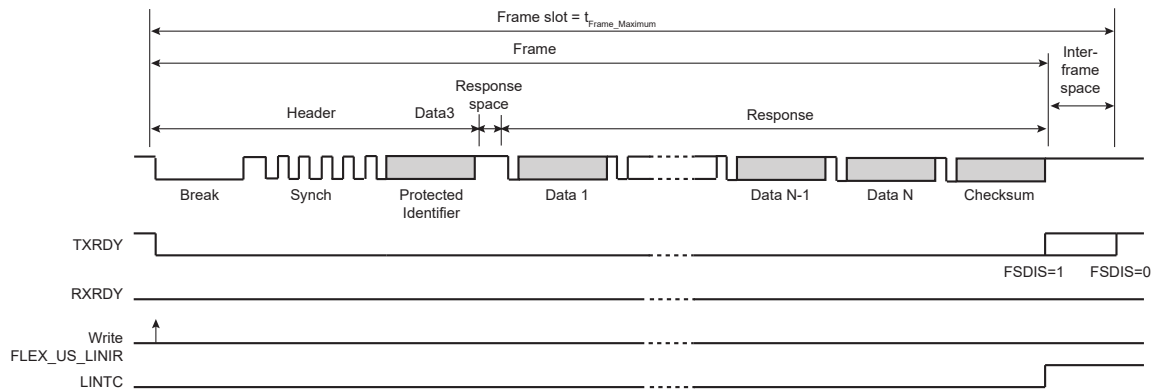 Frame slot = tFrame_Maximum
Frame
Inter-
frame
space
Response
space
Header
Data3
Response
Break
Synch
Protected
Identifier
Data 1
Data N-1
Data N
Checksum
TXRDY
FSDIS=1
FSDIS=0
RXRDY
Write
FLEX_US_LINIR
LINTC